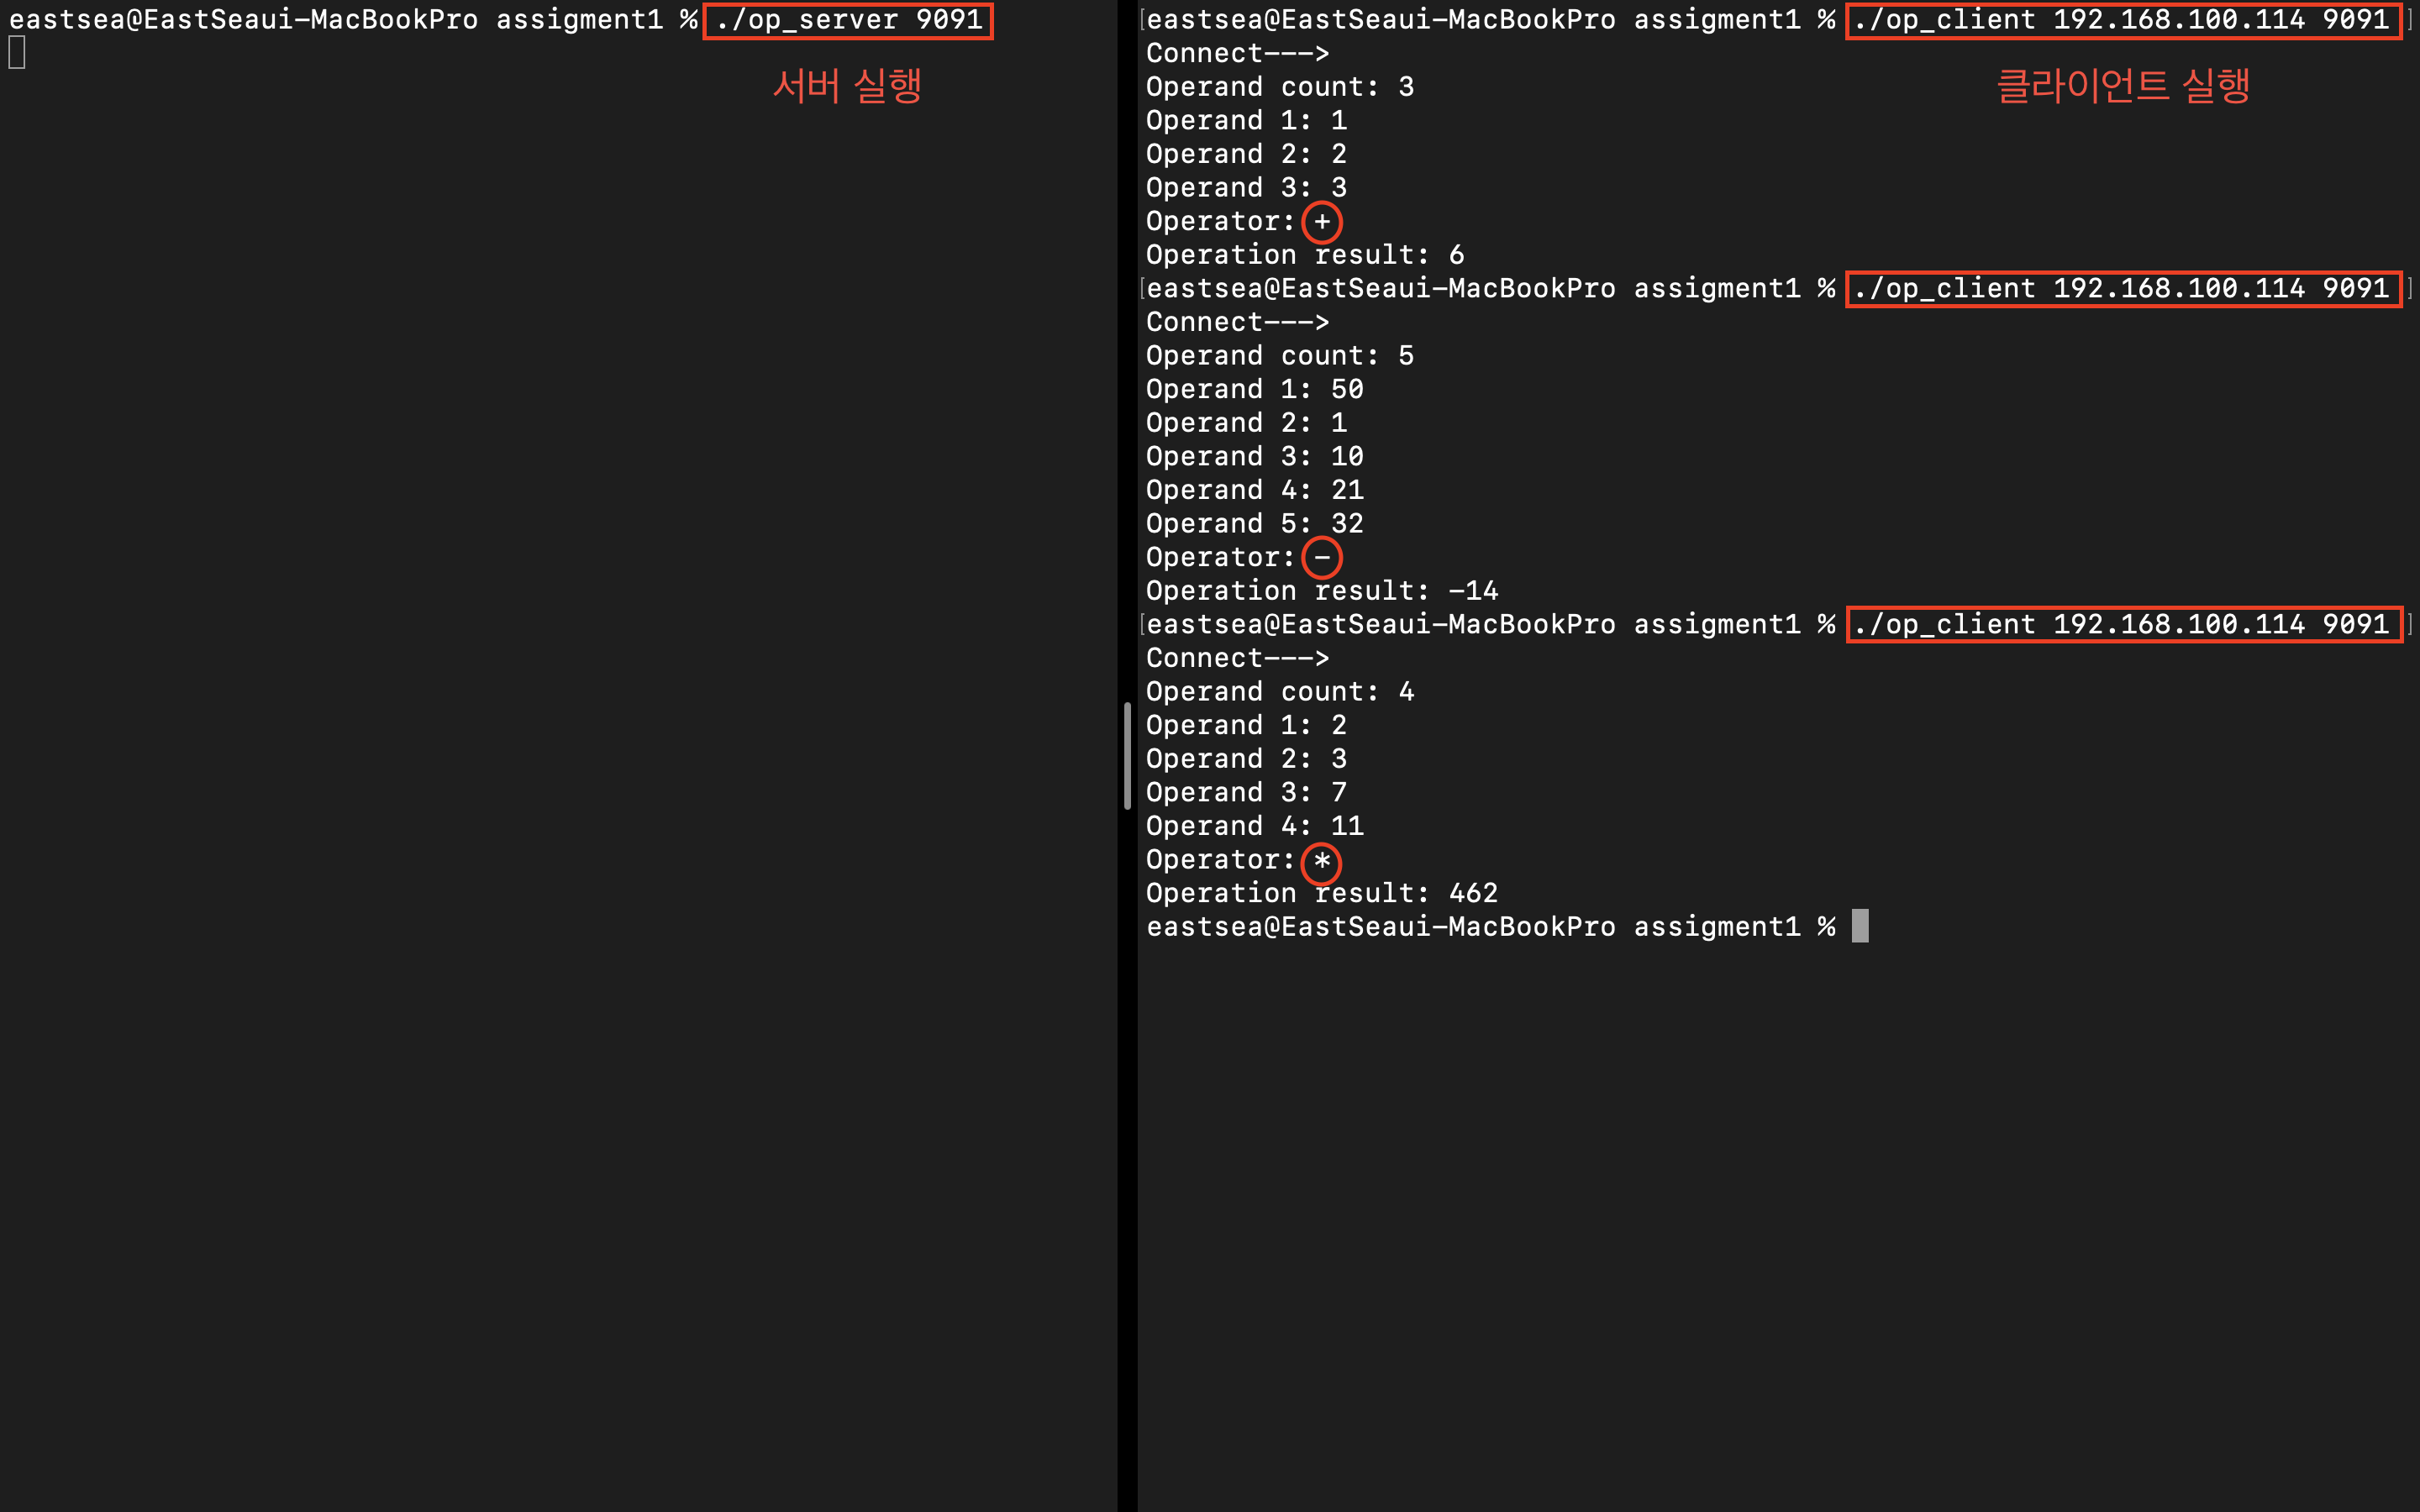 eastsea@EastSeaui-MacBookPro assigment1 % ./op_server 9091
서버 실행
[eastsea@EastSeaui-MacBookPro assigment1 % ./op_client 192.168.100.114 9091 ]
클라이언트 실행
Connect--->
Operand count: 3
Operand 1: 1
Operand 2: 2
Operand 3: 3
Operator: +
Operation result: 6
[eastsea@EastSeaui-MacBookPro assigment1 % ./op_client 192.168.100.114 9091 ]
Connect--->
Operand count: 5
Operand 1: 50
Operand 2: 1
Operand 3: 10
Operand 4: 21
Operand 5: 32
Operator: -
Operation result: -14
[eastsea@EastSeaui-MacBookPro assigment1 % ./op_client 192.168.100.114 9091 ]
Connect--->
Operand count: 4
Operand 1: 2
Operand 2: 3
Operand 3: 7
Operand 4: 11
Operator: *
Operation result: 462
eastsea@EastSeaui-MacBookPro assigment1 %